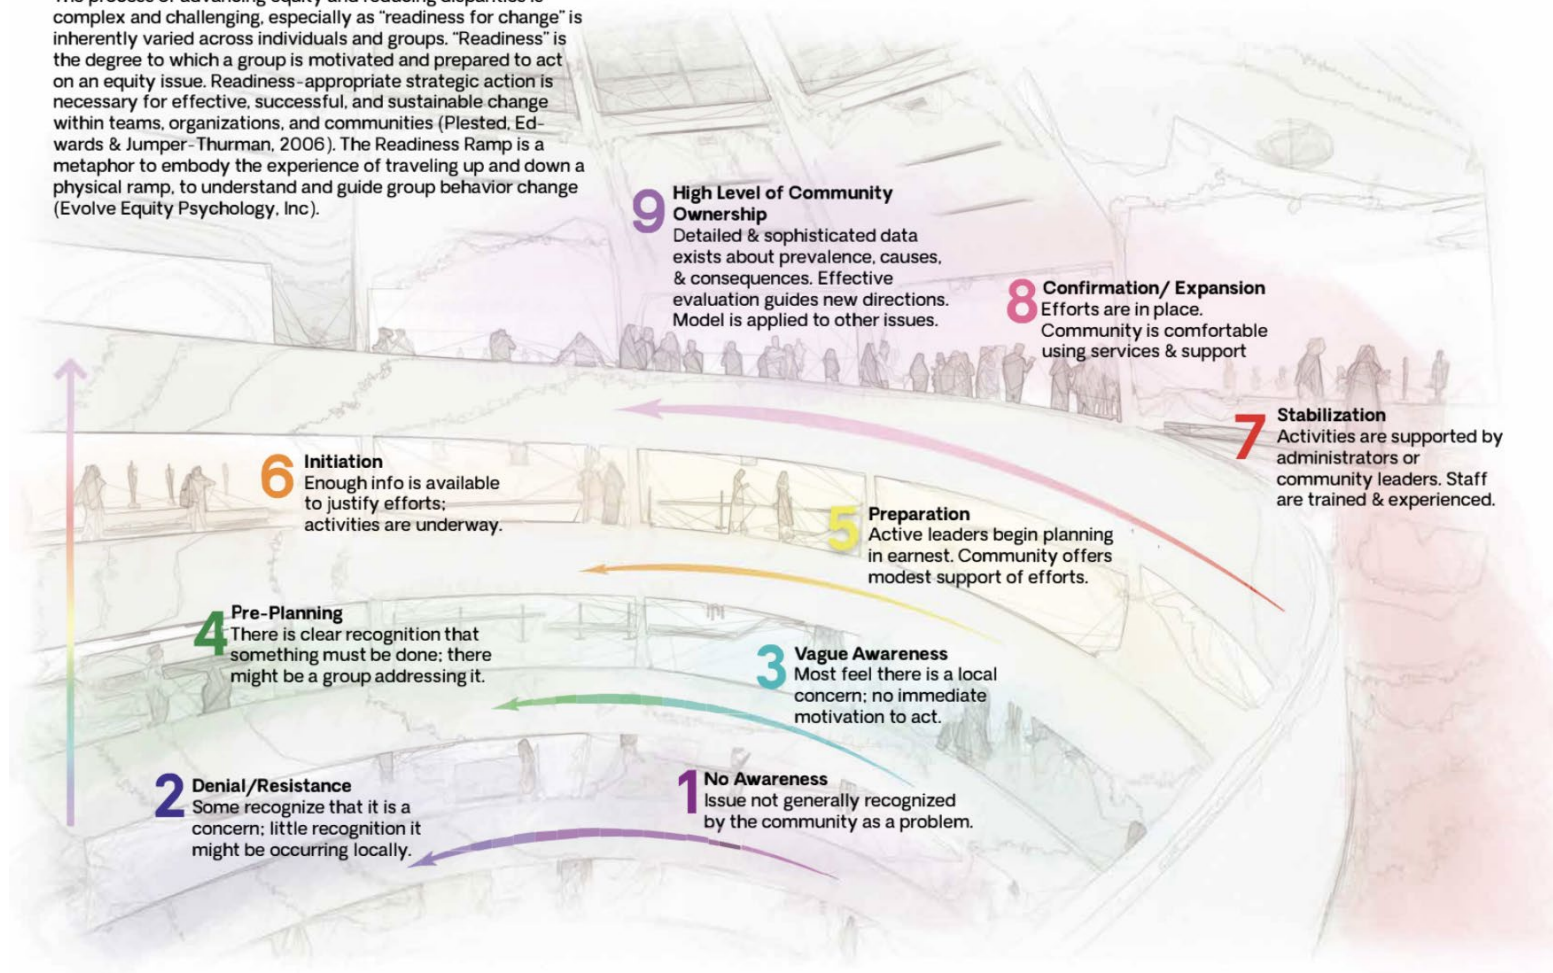 The process of advancing equity and reducing disparities is
complex and challenging, especially as “readiness for change” is
inherently varied across individuals and groups. “Readiness” is
the degree to which a group is motivated and prepared to act
on an equity issue. Readiness-appropriate strategic action is
necessary for effective, successful, and sustainable change
within teams, organizations, and communities (Plested, Ed-
wards & Jumper-Thurman, 2006). The Readiness Ramp is a
metaphor to embody the experience of traveling up and down a
physical ramp, to understand and guide group behavior change
(Evolve Equity Psychology, Inc).
9 High Level of Community
Ownership
Detailed & sophisticated data
exists about prevalence, causes,
& consequences. Effective
evaluation guides new directions.
Model is applied to other issues.
8 Confirmation/ Expansion
Efforts are in place.
Community is comfortable
using services & support
7 Stabilization
Activities are supported by
administrators or
community leaders. Staff
are trained & experienced.
6 Initiation
Enough info is available
to justify efforts;
activities are underway.
5 Preparation
Active leaders begin planning
in earnest. Community offers
modest support of efforts.
4 Pre-Planning
There is clear recognition that
something must be done; there
might be a group addressing it.
3 Vague Awareness
Most feel there is a local
concern; no immediate
motivation to act.
2 Denial/Resistance
Some recognize that it is a
concern; little recognition it
might be occurring locally.
1 No Awareness
Issue not generally recognized
by the community as a problem.